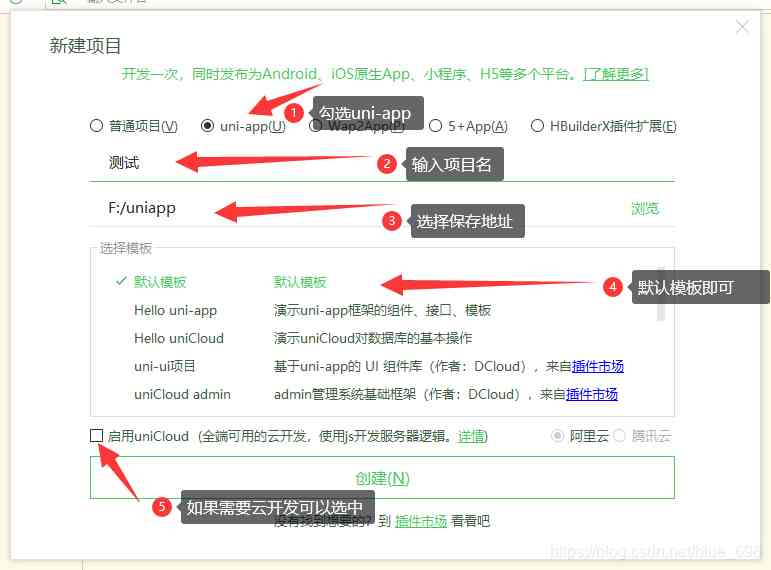 新建项目
开发一次，同时发布为Android、iOS原生App、小程序、H5等多个平台。[了解更多]
1 勾选uni-app
普通项目(V) uni-app(U) Wap2App(P) 5+App(A) HBuilderX插件扩展(E)
测试 2 输入项目名
F:/uniapp 浏览
3 选择保存地址
选择模板
默认模板 默认模板 4 默认模板即可
Hello uni-app 演示uni-app框架的组件、接口、模板
Hello uniCloud 演示uniCloud对数据库的基本操作
uni-ui项目 基于uni-app的 UI 组件库（作者：DCloud），来自插件市场
uniCloud admin admin管理系统基础框架（作者：DCloud），来自插件市场
启用uniCloud（全端可用的云开发，使用js开发服务器逻辑。详情) 阿里云 腾讯云
创建(N)
5 如果需要云开发可以选中
没有找到想要的？到 插件市场 看看吧
https://blog.csdn.net/blue_698